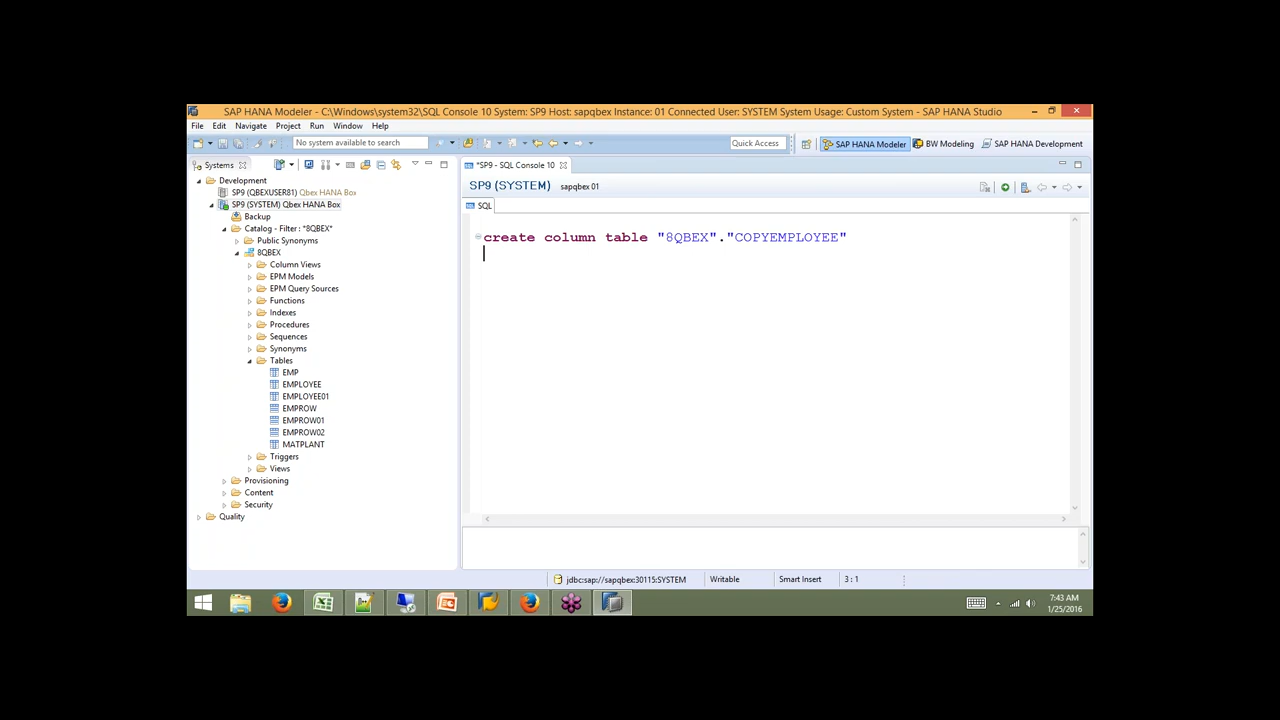 SAP HANA Modeler - C:\Windows\system32\SQL Console 10 System: SP9 Host: sapqbex Instance: 01 Connected User: SYSTEM System Usage: Custom System - SAP HANA Studio
File Edit Navigate Project Run Window Help
No system available to search
Quick Access
SAP HANA Modeler
BW Modeling
SAP HANA Development
Systems
Development
SP9 (QBEXUSER81) Qbex HANA Box
SP9 (SYSTEM) Qbex HANA Box
Backup
Catalog - Filter : "8QBEX"
Public Synonyms
8QBEX
Column Views
EPM Models
EPM Query Sources
Functions
Indexes
Procedures
Sequences
Synonyms
Tables
EMP
EMPLOYEE
EMPLOYEE01
EMPROW
EMPROW01
EMPROW02
MATPLANT
Triggers
Views
Provisioning
Content
Security
Quality
*SP9 - SQL Console 10
SP9 (SYSTEM) sapqbex 01
SQL
create column table "8QBEX"."COPYEMPLOYEE"
jdbc:sap://sapqbex:30115:SYSTEM
Writable
Smart Insert
3 : 1
7:43 AM
1/25/2016